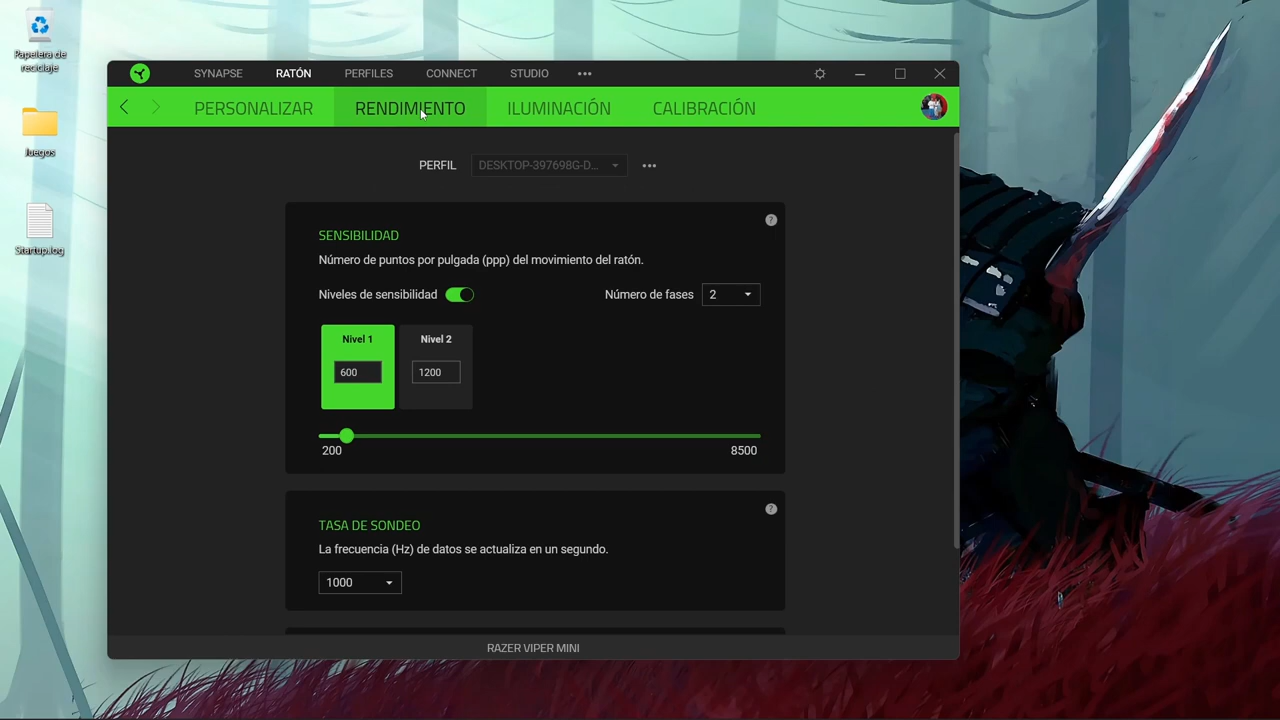 Papelera de
reciclaje
Juegos
Startup.log
SYNAPSE
RATÓN
PERFILES
CONNECT
STUDIO
PERSONALIZAR
RENDIMIENTO
ILUMINACIÓN
CALIBRACIÓN
PERFIL
DESKTOP-397698G-D...
SENSIBILIDAD
?
Número de puntos por pulgada (ppp) del movimiento del ratón.
Niveles de sensibilidad
Número de fases
2
Nivel 1
Nivel 2
600
1200
200
8500
TASA DE SONDEO
?
La frecuencia (Hz) de datos se actualiza en un segundo.
1000
RAZER VIPER MINI